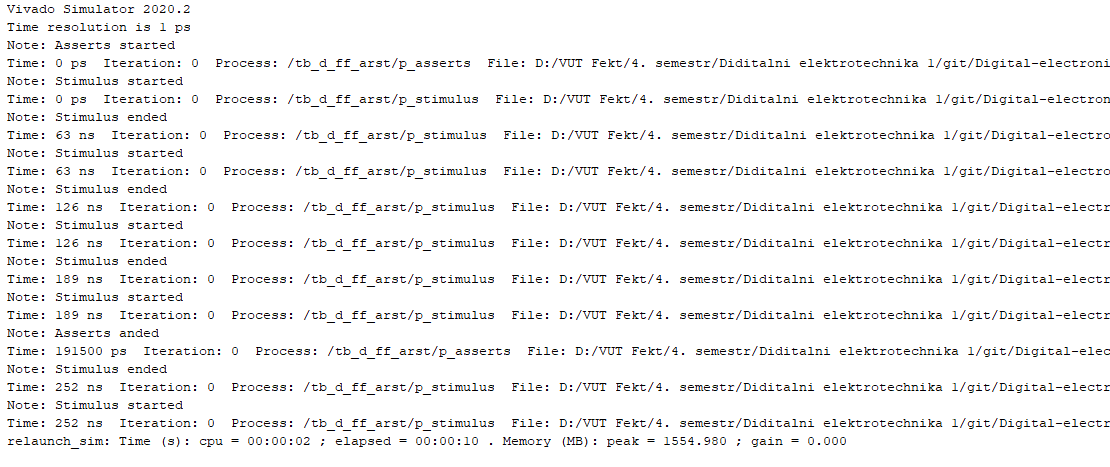 Vivado Simulator 2020.2
Time resolution is 1 ps
Note: Asserts started
Time: 0 ps  Iteration: 0  Process: /tb_d_ff_arst/p_asserts  File: D:/VUT Fekt/4. semestr/Diditalni elektrotechnika 1/git/Digital-electroni
Note: Stimulus started
Time: 0 ps  Iteration: 0  Process: /tb_d_ff_arst/p_stimulus  File: D:/VUT Fekt/4. semestr/Diditalni elektrotechnika 1/git/Digital-electron
Note: Stimulus ended
Time: 63 ns  Iteration: 0  Process: /tb_d_ff_arst/p_stimulus  File: D:/VUT Fekt/4. semestr/Diditalni elektrotechnika 1/git/Digital-electro
Note: Stimulus started
Time: 63 ns  Iteration: 0  Process: /tb_d_ff_arst/p_stimulus  File: D:/VUT Fekt/4. semestr/Diditalni elektrotechnika 1/git/Digital-electro
Note: Stimulus ended
Time: 126 ns  Iteration: 0  Process: /tb_d_ff_arst/p_stimulus  File: D:/VUT Fekt/4. semestr/Diditalni elektrotechnika 1/git/Digital-electr
Note: Stimulus started
Time: 126 ns  Iteration: 0  Process: /tb_d_ff_arst/p_stimulus  File: D:/VUT Fekt/4. semestr/Diditalni elektrotechnika 1/git/Digital-electr
Note: Stimulus ended
Time: 189 ns  Iteration: 0  Process: /tb_d_ff_arst/p_stimulus  File: D:/VUT Fekt/4. semestr/Diditalni elektrotechnika 1/git/Digital-electr
Note: Stimulus started
Time: 189 ns  Iteration: 0  Process: /tb_d_ff_arst/p_stimulus  File: D:/VUT Fekt/4. semestr/Diditalni elektrotechnika 1/git/Digital-electr
Note: Asserts anded
Time: 191500 ps  Iteration: 0  Process: /tb_d_ff_arst/p_asserts  File: D:/VUT Fekt/4. semestr/Diditalni elektrotechnika 1/git/Digital-elec
Note: Stimulus ended
Time: 252 ns  Iteration: 0  Process: /tb_d_ff_arst/p_stimulus  File: D:/VUT Fekt/4. semestr/Diditalni elektrotechnika 1/git/Digital-electr
Note: Stimulus started
Time: 252 ns  Iteration: 0  Process: /tb_d_ff_arst/p_stimulus  File: D:/VUT Fekt/4. semestr/Diditalni elektrotechnika 1/git/Digital-electr
relaunch_sim: Time (s): cpu = 00:00:02 ; elapsed = 00:00:10 . Memory (MB): peak = 1554.980 ; gain = 0.000